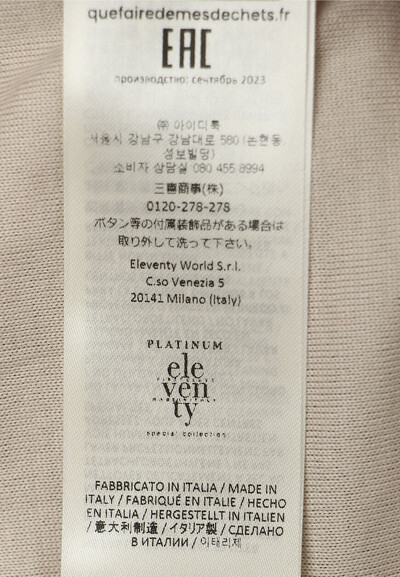 quefairedemesdechets.fr
EAC
производство: сентябрь 2023
㈜ 아이디룩
서울시 강남구 강남대로 580 (논현동,
성보빌딩)
소비자 상담실 080 455 8994
三喜商事(株)
0120-278-278
ボタン等の付属装飾品がある場合は
取り外して洗って下さい。
Eleventy World S.r.l.
C.so Venezia 5
20141 Milano (Italy)
PLATINUM
ele
ven
ty
special collection
FABBRICATO IN ITALIA / MADE IN
ITALY / FABRIQUÉ EN ITALIE / HECHO
EN ITALIA / HERGESTELLT IN ITALIEN
/ 意大利制造 / イタリア製 / СДЕЛАНО
В ИТАЛИИ / 이태리제